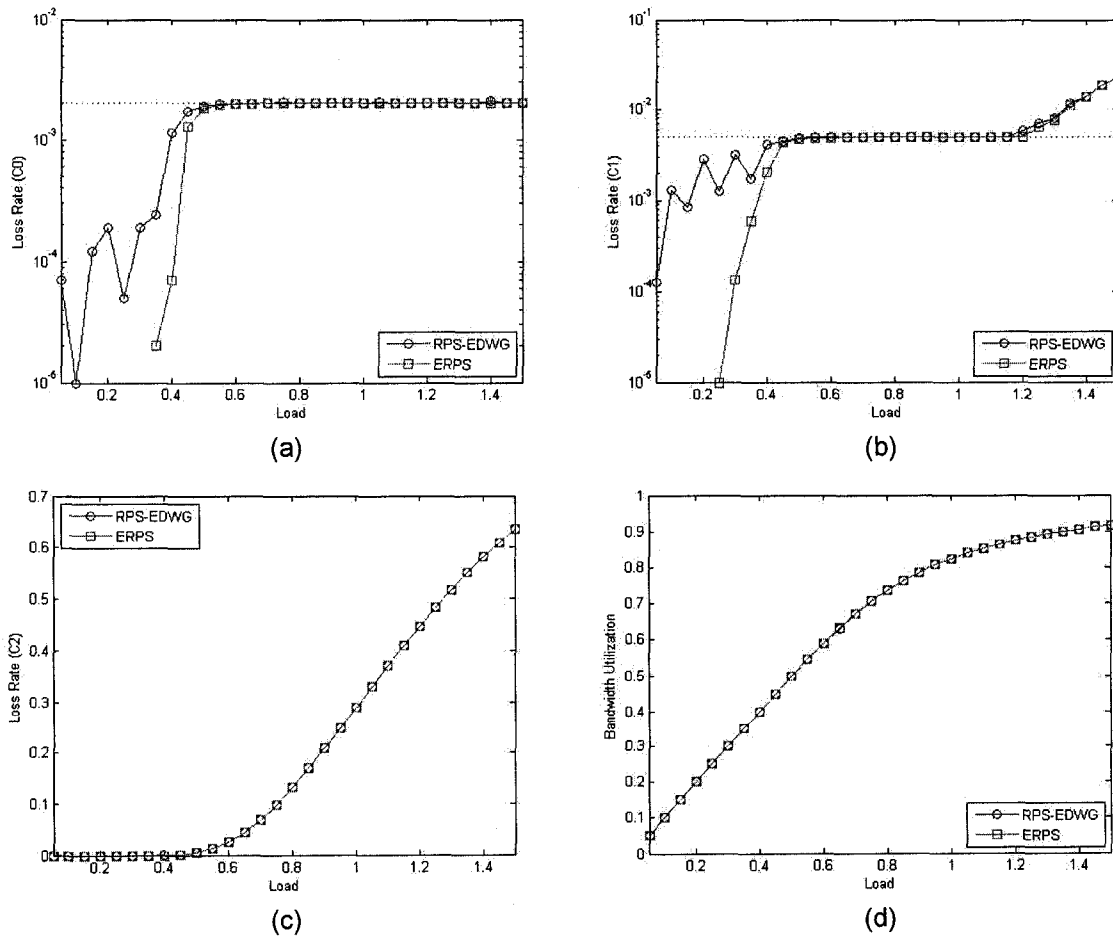 10^-2
10^-3
10^-4
10^-6
Loss Rate (C0)
0.2 0.4 0.6 0.8 1 1.2 1.4
Load
RPS-EDWG
ERPS
(a)
10^-1
10^-2
10^-3
10^-4
10^-6
Loss Rate (C1)
0.2 0.4 0.6 0.8 1 1.2 1.4
Load
RPS-EDWG
ERPS
(b)
0.7
0.6
0.5
0.4
0.3
0.2
0.1
0
Loss Rate (C2)
0.2 0.4 0.6 0.8 1 1.2 1.4
Load
RPS-EDWG
ERPS
(c)
1
0.9
0.8
0.7
0.6
0.5
0.4
0.3
0.2
0.1
0
Bandwidth Utilization
0.2 0.4 0.6 0.8 1 1.2 1.4
Load
RPS-EDWG
ERPS
(d)